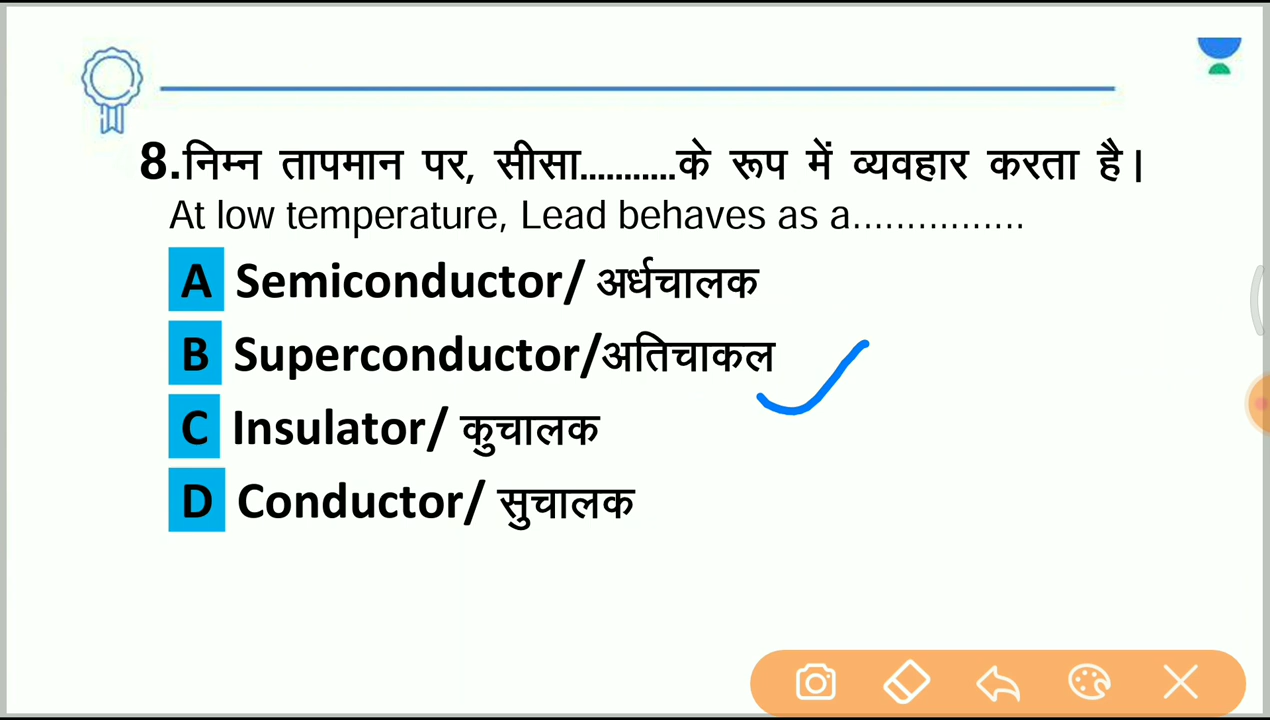 8.निम्न तापमान पर, सीसा...........के रूप में व्यवहार करता है।
At low temperature, Lead behaves as a................
A Semiconductor/ अर्धचालक
B Superconductor/अतिचाकल
C Insulator/ कुचालक
D Conductor/ सुचालक